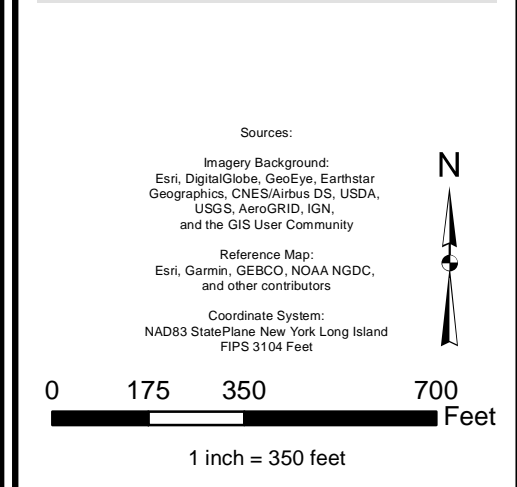 Sources:
Imagery Background:
Esri, DigitalGlobe, GeoEye, Earthstar
Geographics, CNES/Airbus DS, USDA,
USGS, AeroGRID, IGN,
and the GIS User Community
Reference Map:
Esri, Garmin, GEBCO, NOAA NGDC,
and other contributors
Coordinate System:
NAD83 StatePlane New York Long Island
FIPS 3104 Feet
N
0 175 350 700
Feet
1 inch = 350 feet